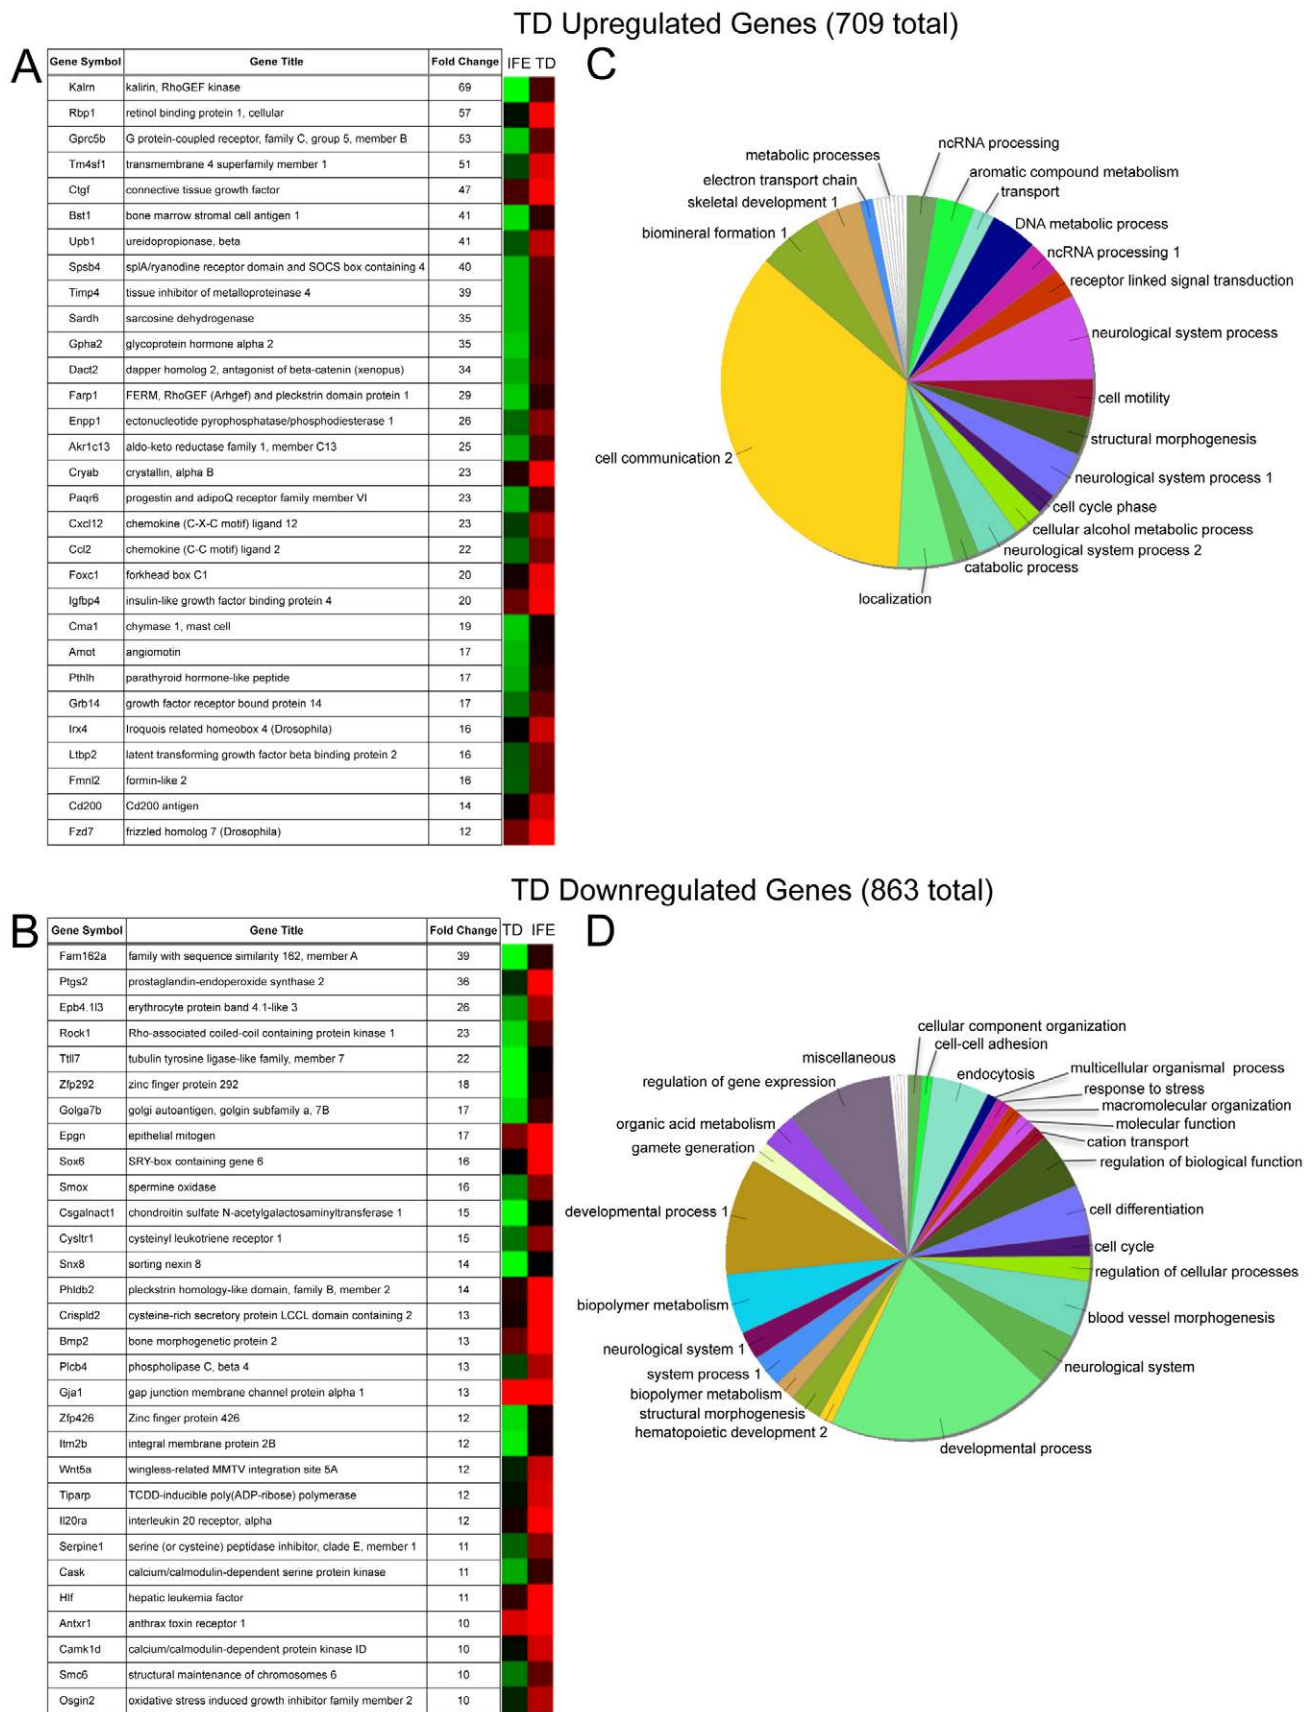 TD Upregulated Genes (709 total)
A
Gene Symbol Gene Title Fold Change IFE TD
Kalrn kalirin, RhoGEF kinase 69
Rbp1 retinol binding protein 1, cellular 57
Gprc5b G protein-coupled receptor, family C, group 5, member B 53
Tm4sf1 transmembrane 4 superfamily member 1 51
Ctgf connective tissue growth factor 47
Bst1 bone marrow stromal cell antigen 1 41
Upb1 ureidopropionase, beta 41
Spsb4 splA/ryanodine receptor domain and SOCS box containing 4 40
Timp4 tissue inhibitor of metalloproteinase 4 39
Sardh sarcosine dehydrogenase 35
Gpha2 glycoprotein hormone alpha 2 35
Dact2 dapper homolog 2, antagonist of beta-catenin (xenopus) 34
Farp1 FERM, RhoGEF (Arhgef) and pleckstrin domain protein 1 29
Enpp1 ectonucleotide pyrophosphatase/phosphodiesterase 1 26
Akr1c13 aldo-keto reductase family 1, member C13 25
Cryab crystallin, alpha B 23
Paqr6 progestin and adipoQ receptor family member VI 23
Cxcl12 chemokine (C-X-C motif) ligand 12 23
Ccl2 chemokine (C-C motif) ligand 2 22
Foxc1 forkhead box C1 20
Igfbp4 insulin-like growth factor binding protein 4 20
Cma1 chymase 1, mast cell 19
Amot angiomotin 17
Pthlh parathyroid hormone-like peptide 17
Grb14 growth factor receptor bound protein 14 17
Irx4 Iroquois related homeobox 4 (Drosophila) 16
Ltbp2 latent transforming growth factor beta binding protein 2 16
Fmnl2 formin-like 2 16
Cd200 Cd200 antigen 14
Fzd7 frizzled homolog 7 (Drosophila) 12
C
metabolic processes
electron transport chain
skeletal development 1
biomineral formation 1
cell communication 2
ncRNA processing
aromatic compound metabolism
transport
DNA metabolic process
ncRNA processing 1
receptor linked signal transduction
neurological system process
cell motility
structural morphogenesis
neurological system process 1
cell cycle phase
cellular alcohol metabolic process
neurological system process 2
catabolic process
localization
TD Downregulated Genes (863 total)
B
Gene Symbol Gene Title Fold Change TD IFE
Fam162a family with sequence similarity 162, member A 39
Ptgs2 prostaglandin-endoperoxide synthase 2 36
Epb4.1l3 erythrocyte protein band 4.1-like 3 26
Rock1 Rho-associated coiled-coil containing protein kinase 1 23
Ttll7 tubulin tyrosine ligase-like family, member 7 22
Zfp292 zinc finger protein 292 18
Golga7b golgi autoantigen, golgin subfamily a, 7B 17
Epgn epithelial mitogen 17
Sox6 SRY-box containing gene 6 16
Smox spermine oxidase 16
Csgalnact1 chondroitin sulfate N-acetylgalactosaminyltransferase 1 15
Cysltr1 cysteinyl leukotriene receptor 1 15
Snx8 sorting nexin 8 14
Phldb2 pleckstrin homology-like domain, family B, member 2 14
Crispld2 cysteine-rich secretory protein LCCL domain containing 2 13
Bmp2 bone morphogenetic protein 2 13
Plcb4 phospholipase C, beta 4 13
Gja1 gap junction membrane channel protein alpha 1 13
Zfp426 Zinc finger protein 426 12
Itm2b integral membrane protein 2B 12
Wnt5a wingless-related MMTV integration site 5A 12
Tiparp TCDD-inducible poly(ADP-ribose) polymerase 12
Il20ra interleukin 20 receptor, alpha 12
Serpine1 serine (or cysteine) peptidase inhibitor, clade E, member 1 11
Cask calcium/calmodulin-dependent serine protein kinase 11
Hlf hepatic leukemia factor 11
Antxr1 anthrax toxin receptor 1 10
Camk1d calcium/calmodulin-dependent protein kinase ID 10
Smc6 structural maintenance of chromosomes 6 10
Osgin2 oxidative stress induced growth inhibitor family member 2 10
D
cellular component organization
cell-cell adhesion
miscellaneous
endocytosis
multicellular organismal process
regulation of gene expression
response to stress
macromolecular organization
organic acid metabolism
molecular function
gamete generation
cation transport
regulation of biological function
developmental process 1
cell differentiation
cell cycle
regulation of cellular processes
biopolymer metabolism
blood vessel morphogenesis
neurological system 1
neurological system
system process 1
biopolymer metabolism
structural morphogenesis
hematopoietic development 2
developmental process